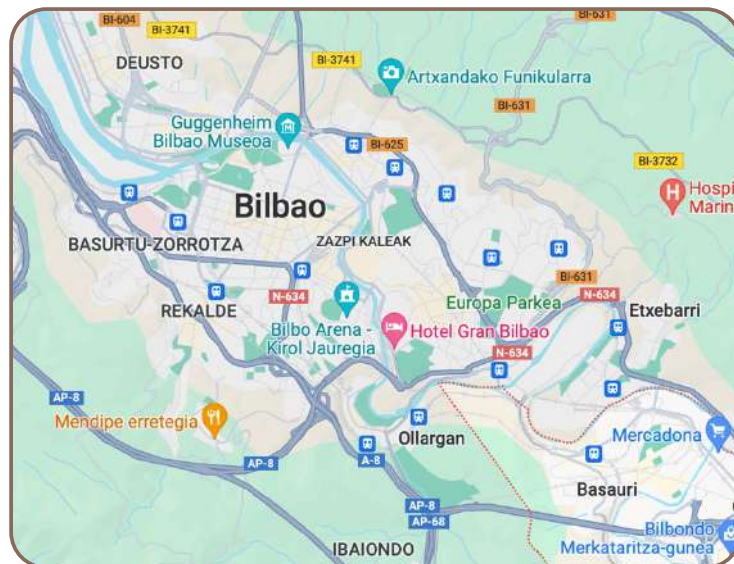 BI-604
BI-631
BI-3741
DEUSTO
BI-3741
Artxandako Funikularra
BI-631
Guggenheim
Bilbao Museoa
BI-625
BI-3732
Hospi
Marin
Bilbao
BASURTU-ZORROTZA
ZAZPI KALEAK
BI-631
N-634
N-634
REKALDE
Europa Parkea
Etxebarri
Bilbo Arena -
Kirol Jauregia
Hotel Gran Bilbao
N-634
AP-8
Mendipe erretegia
Ollargan
Mercadona
AP-8
A-8
Basauri
AP-8
AP-68
Bilbondo
Merkataritza-gunea
IBAIONDO